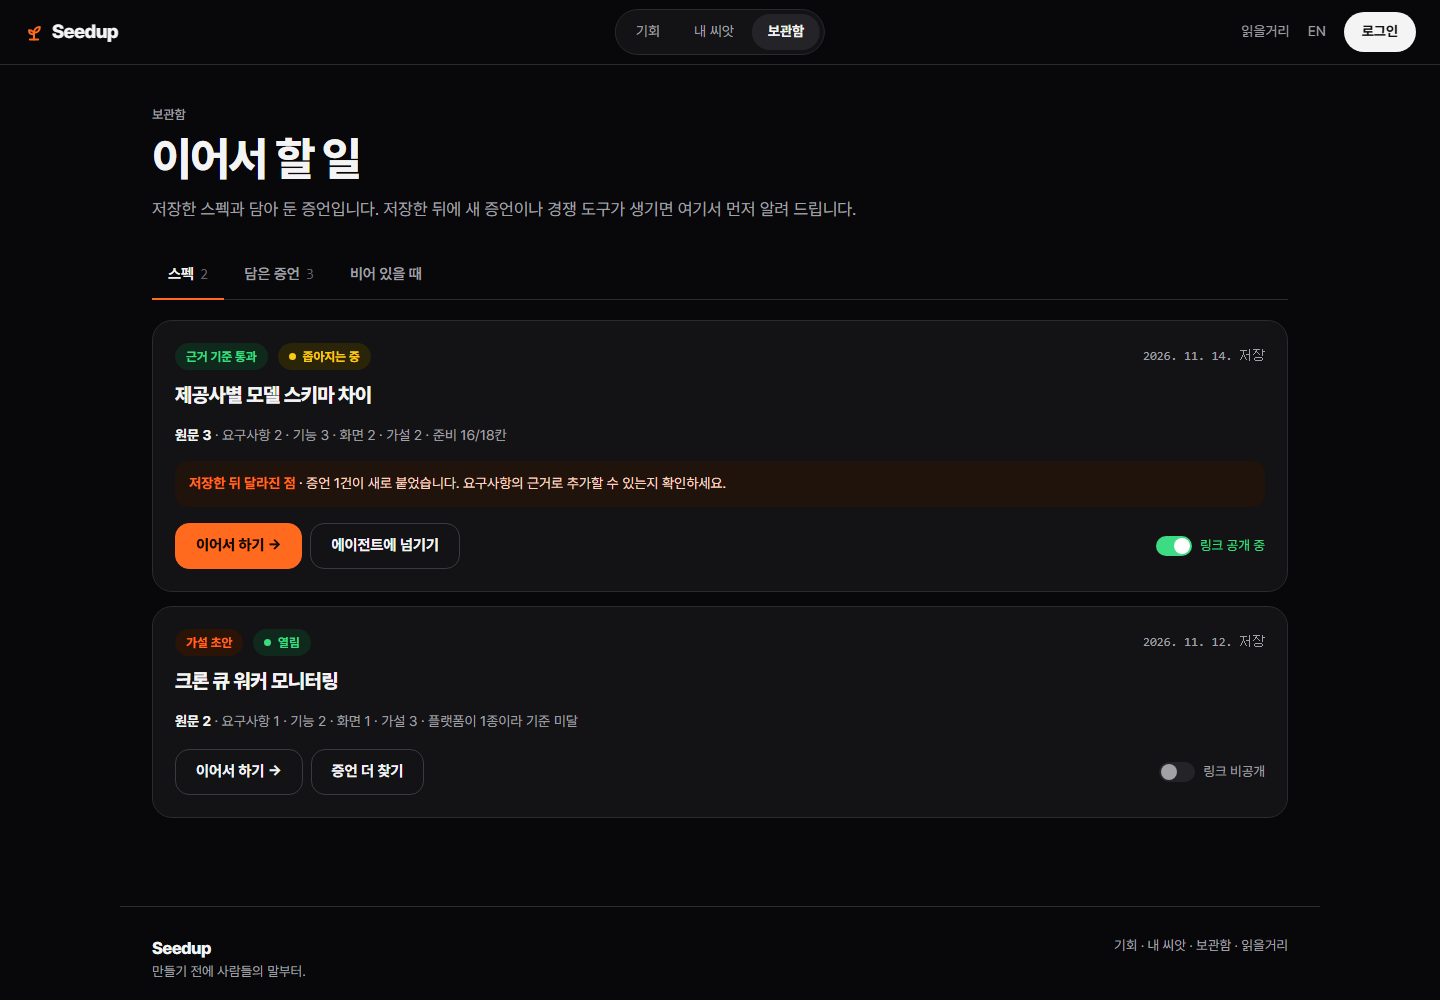 Seedup
기회
내 씨앗
보관함
읽을거리
EN
로그인
보관함
이어서 할 일
저장한 스펙과 담아 둔 증언입니다. 저장한 뒤에 새 증언이나 경쟁 도구가 생기면 여기서 먼저 알려 드립니다.
스펙 2
담은 증언 3
비어 있을 때
근거 기준 통과
좁아지는 중
2026. 11. 14. 저장
제공사별 모델 스키마 차이
원문 3 · 요구사항 2 · 기능 3 · 화면 2 · 가설 2 · 준비 16/18칸
저장한 뒤 달라진 점 · 증언 1건이 새로 붙었습니다. 요구사항의 근거로 추가할 수 있는지 확인하세요.
이어서 하기 →
에이전트에 넘기기
링크 공개 중
가설 초안
열림
2026. 11. 12. 저장
크론 큐 워커 모니터링
원문 2 · 요구사항 1 · 기능 2 · 화면 1 · 가설 3 · 플랫폼이 1종이라 기준 미달
이어서 하기 →
증언 더 찾기
링크 비공개
Seedup
만들기 전에 사람들의 말부터.
기회 · 내 씨앗 · 보관함 · 읽을거리